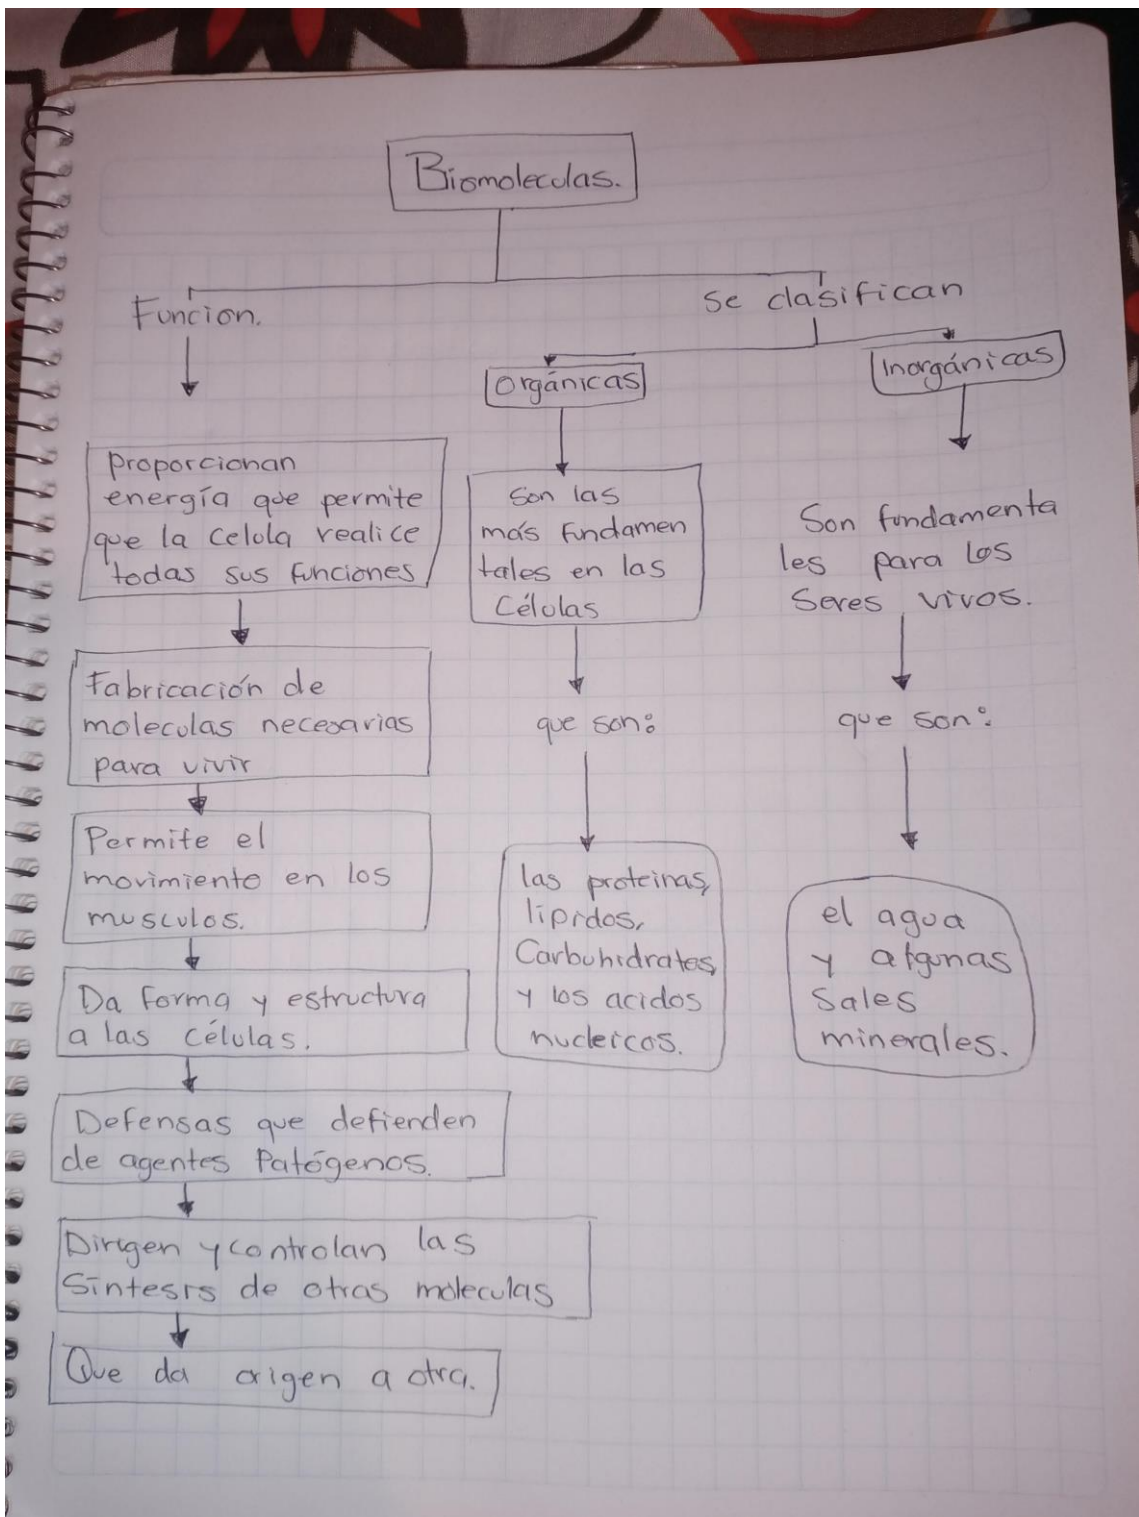 Biomoleculas.
Funcion.
proporcionan
energía que permite
que la celula realice
todas sus funciones
Fabricación de
moleculas necesarias
para vivir
Permite el
movimiento en los
musculos.
Da forma y estructura
a las células.
Defensas que defienden
de agentes Patógenos.
Dirigen y controlan las
Síntesis de otras moleculas
Que da origen a otra.
Se clasifican
Orgánicas
Son las
más fundamen
tales en las
Células
que son:
las proteinas,
lípidos,
Carbohidratos,
y los acidos
nucleicos.
Inorgánicas
Son fundamenta
les para los
Seres vivos.
que son:
el agua
y algunas
Sales
minerales.